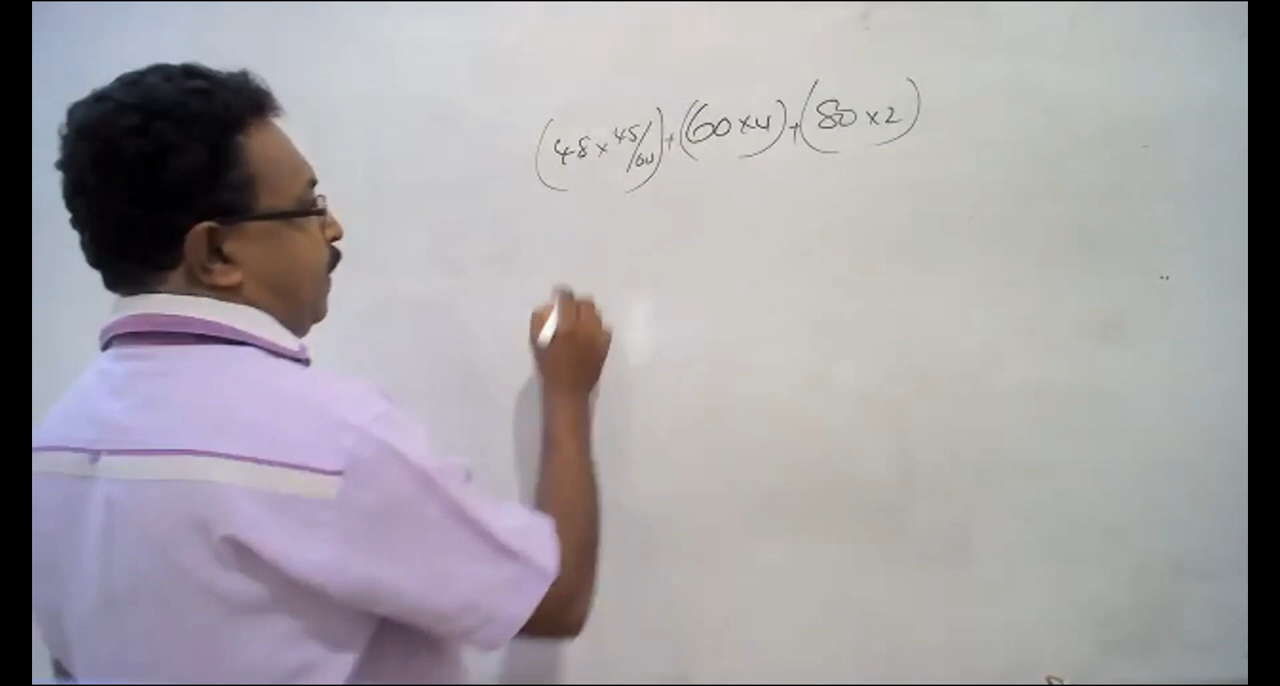 (48 × 45/60) + (60 × 4) + (80 × 2)